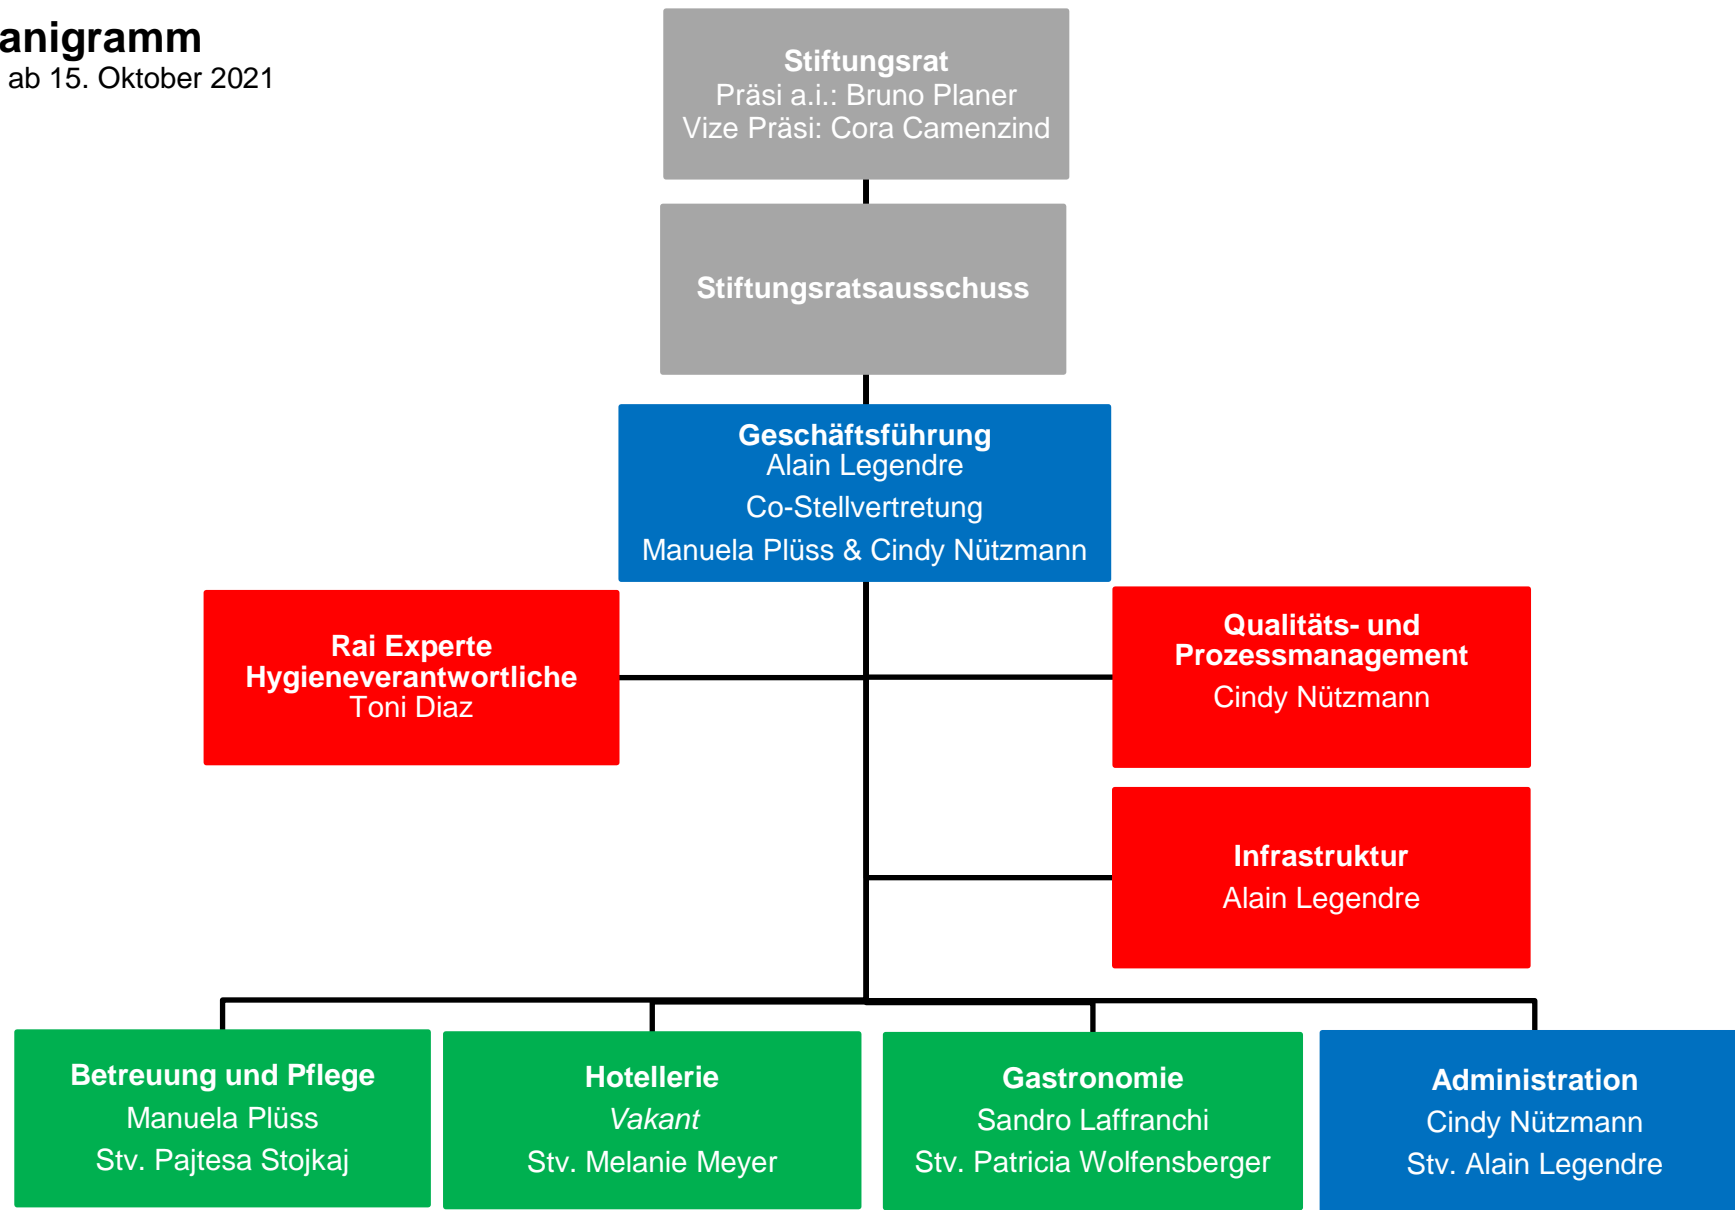 anigramm
ab 15. Oktober 2021
Stiftungsrat
Präsi a.i.: Bruno Planer
Vize Präsi: Cora Camenzind
Stiftungsratsausschuss
Geschäftsführung
Alain Legendre
Co-Stellvertretung
Manuela Plüss & Cindy Nützmann
Rai Experte
Hygieneverantwortliche
Toni Diaz
Qualitäts- und
Prozessmanagement
Cindy Nützmann
Infrastruktur
Alain Legendre
Betreuung und Pflege
Manuela Plüss
Stv. Pajtesa Stojkaj
Hotellerie
Vakant
Stv. Melanie Meyer
Gastronomie
Sandro Laffranchi
Stv. Patricia Wolfensberger
Administration
Cindy Nützmann
Stv. Alain Legendre